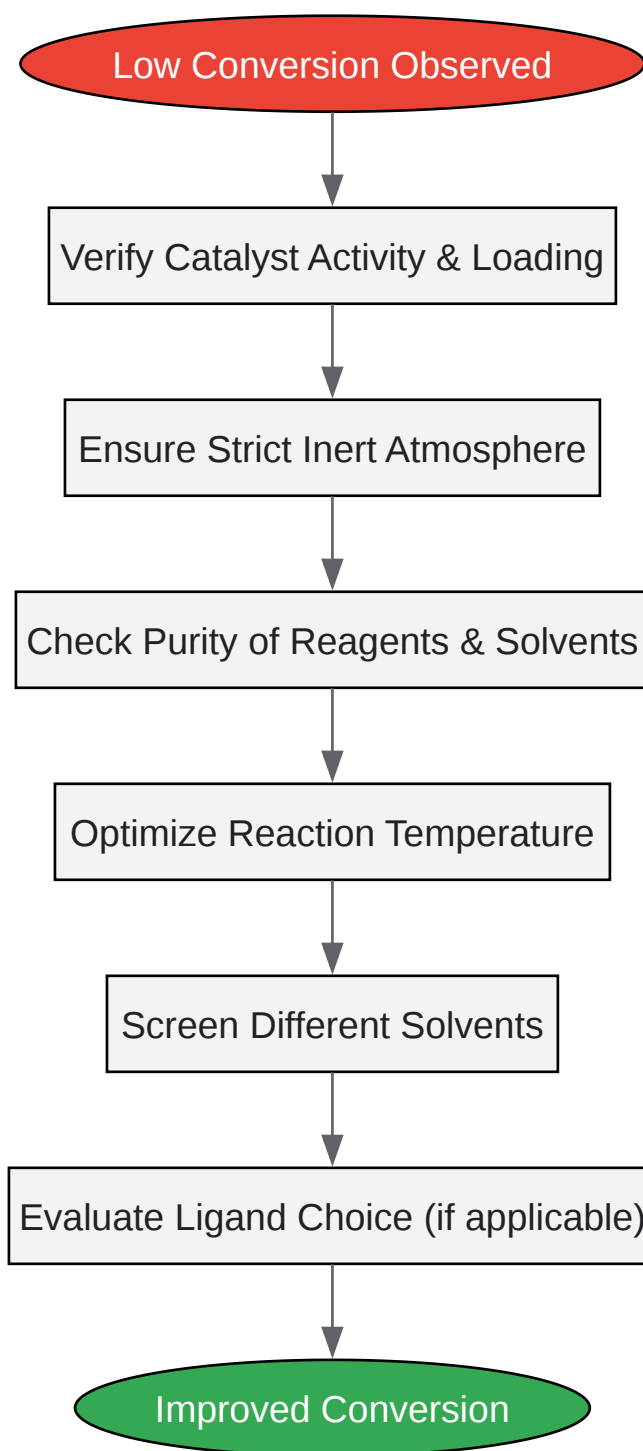 Low Conversion Observed
Verify Catalyst Activity & Loading
Ensure Strict Inert Atmosphere
Check Purity of Reagents & Solvents
Optimize Reaction Temperature
Screen Different Solvents
Evaluate Ligand Choice (if applicable)
Improved Conversion